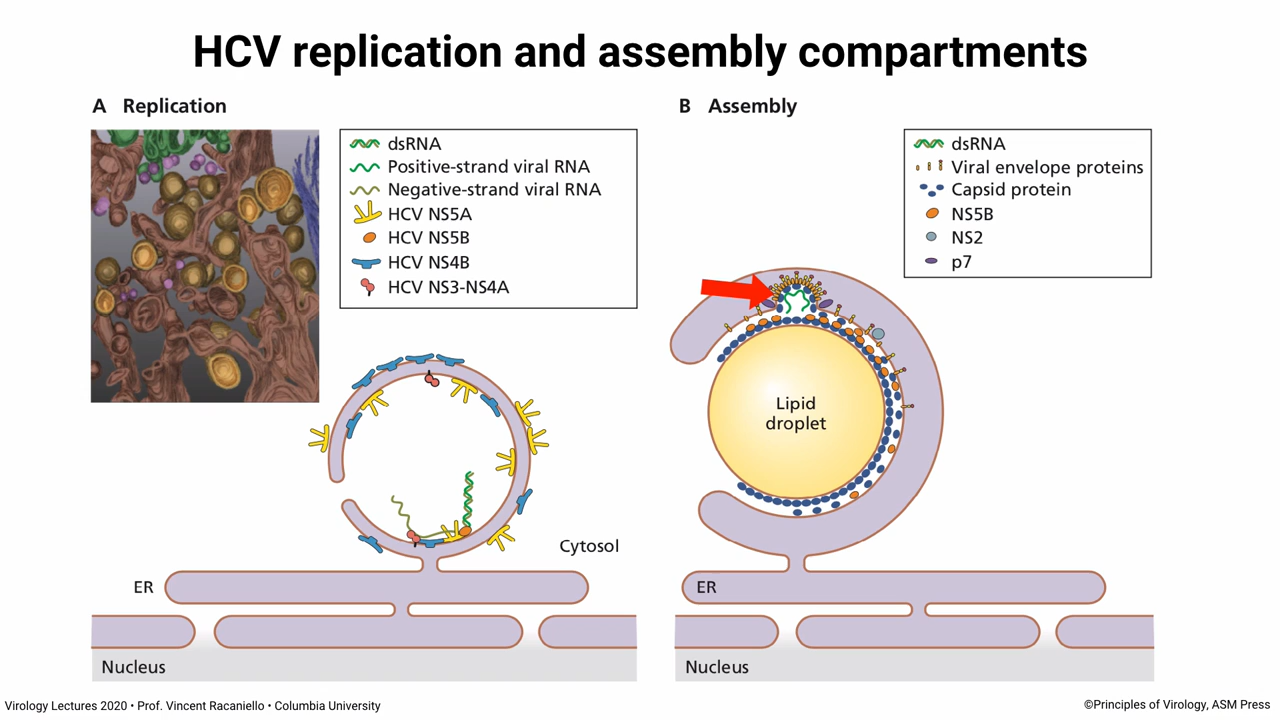 HCV replication and assembly compartments
A Replication
dsRNA
Positive-strand viral RNA
Negative-strand viral RNA
HCV NS5A
HCV NS5B
HCV NS4B
HCV NS3-NS4A
Cytosol
ER
Nucleus
B Assembly
dsRNA
Viral envelope proteins
Capsid protein
NS5B
NS2
p7
Lipid
droplet
ER
Nucleus
Virology Lectures 2020 • Prof. Vincent Racaniello • Columbia University
©Principles of Virology, ASM Press